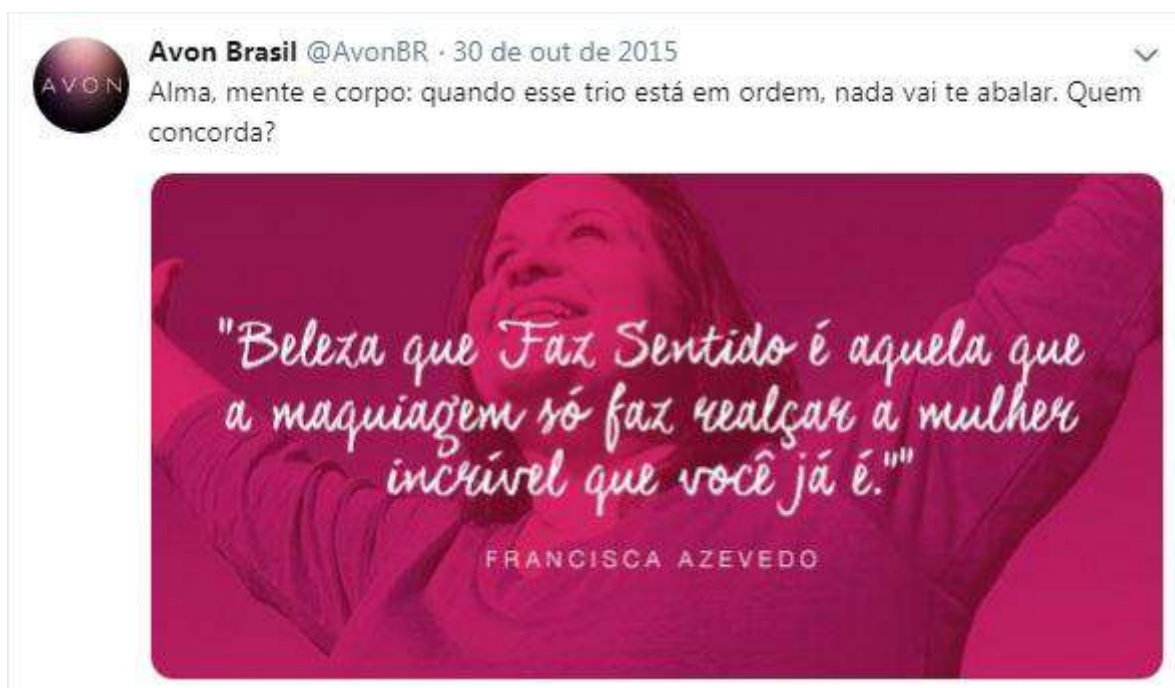 Avon Brasil @AvonBR · 30 de out de 2015
AVON
Alma, mente e corpo: quando esse trio está em ordem, nada vai te abalar. Quem
concorda?
"Beleza que Faz Sentido é aquela que
a maquiagem só faz realçar a mulher
incrível que você já é.""
FRANCISCA AZEVEDO